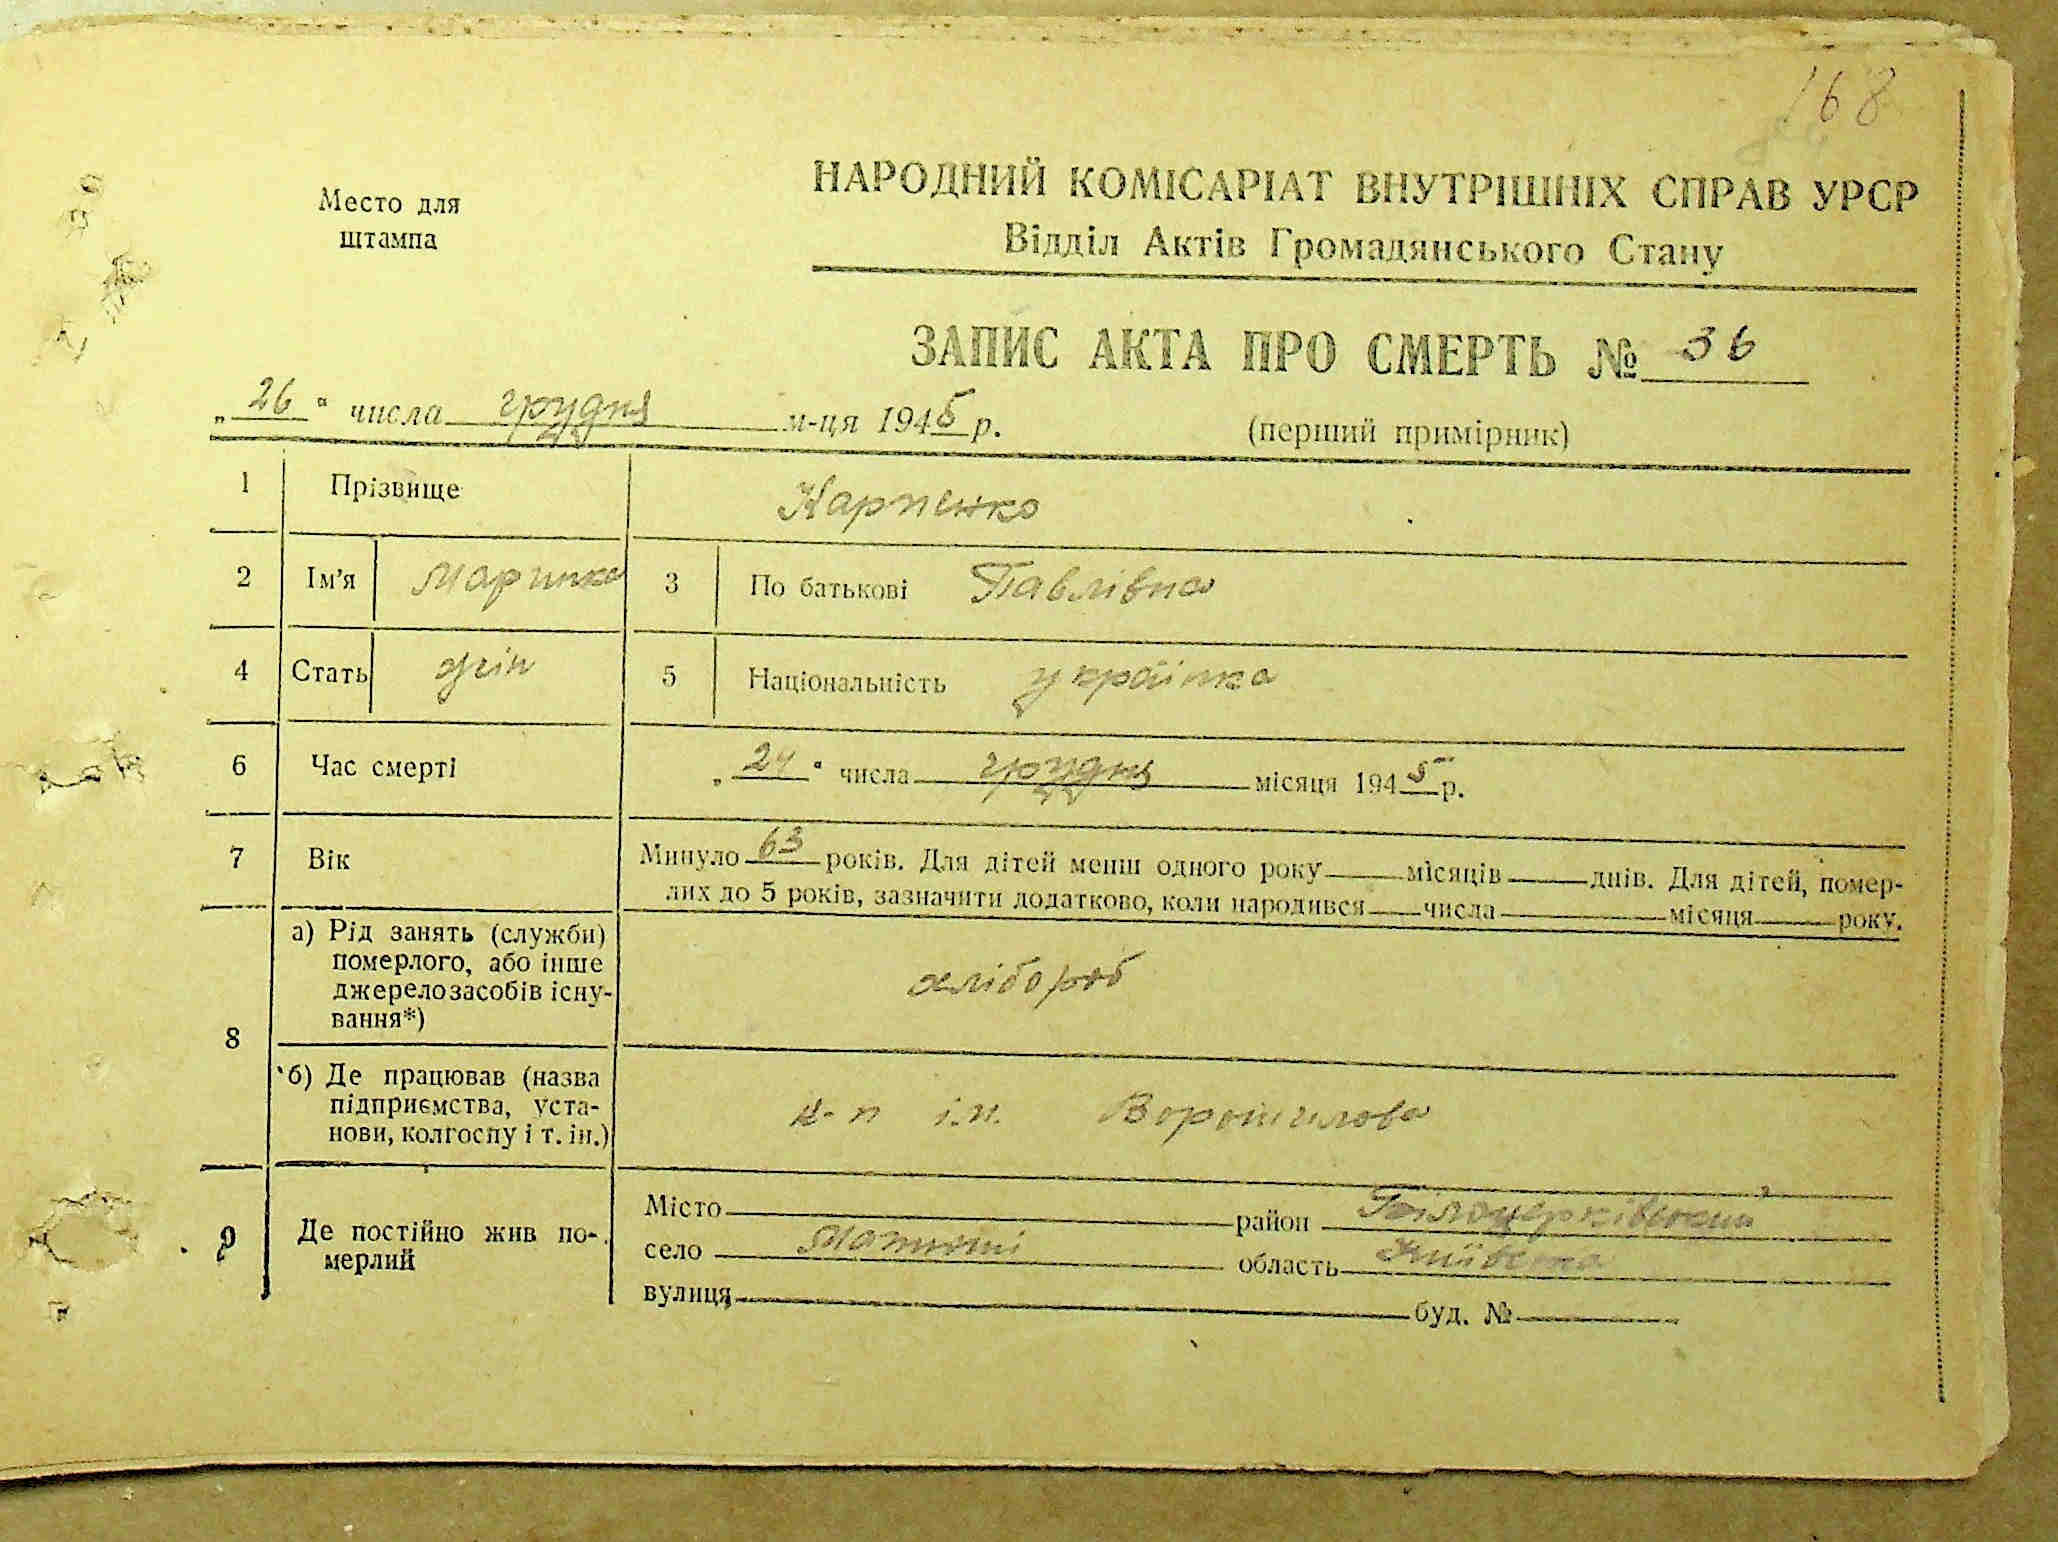 168
Место для
штампа
НАРОДНИЙ КОМІСАРІАТ ВНУТРІШНІХ СПРАВ УРСР
Відділ Актів Громадянського Стану
ЗАПИС АКТА ПРО СМЕРТЬ № 36
„26“ числа грудня м-ця 1945 р.
(перший примірник)
1 Прізвище Карпенко
2 Ім'я Маринка 3 По батькові Павлівна
4 Стать жін 5 Національність українка
6 Час смерті „24“ числа грудня місяця 1945 р.
7 Вік Минуло 63 років. Для дітей менш одного року місяців днів. Для дітей, помер-
лих до 5 років, зазначити додатково, коли народився числа місяця року.
8 а) Рід занять (служби)
померлого, або інше
джерело засобів існу-
вання*)
хлібороб
б) Де працював (назва
підприємства, уста-
нови, колгоспу і т. ін.)
к-п ім. Ворошилова
9 Де постійно жив по-
мерлий
Місто район Білоцерківський
село область Київська
вулиця буд. №